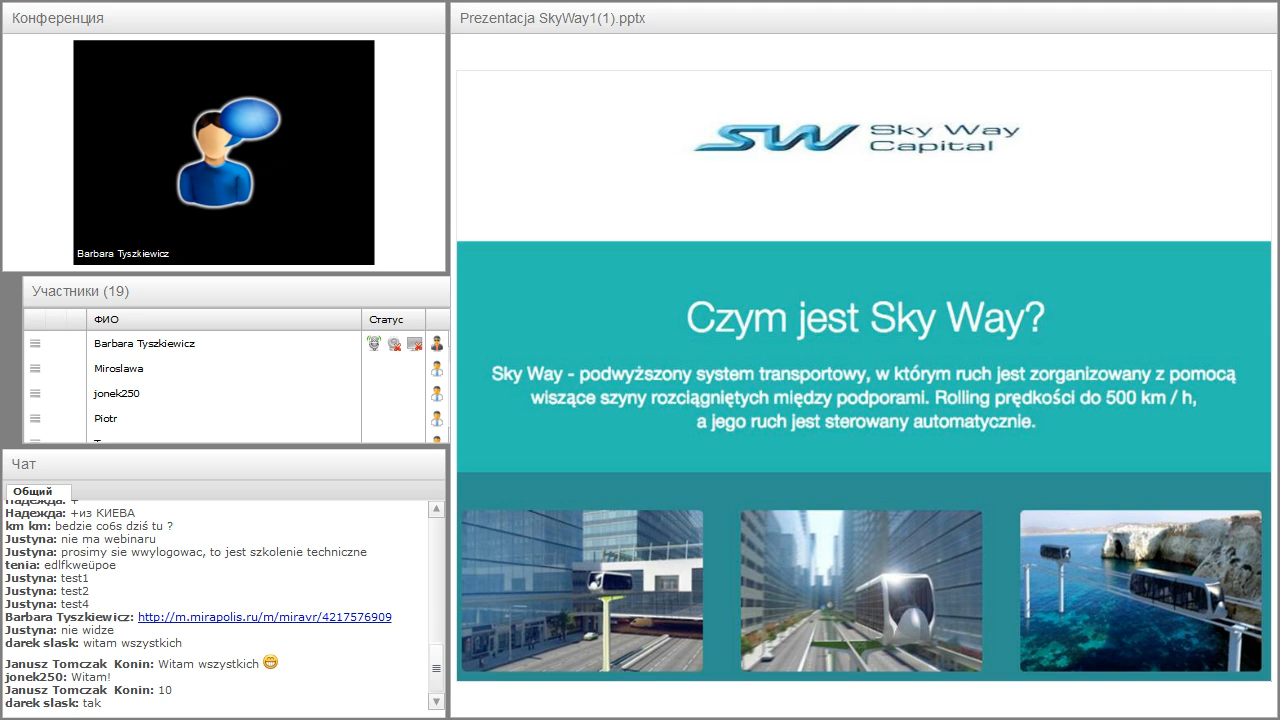 Конференция
Barbara Tyszkiewicz
Участники (19)
ФИО Статус
Barbara Tyszkiewicz
Miroslawa
jonek250
Piotr
Чат
Общий
Надежда: +
Надежда: +из КИЕВА
km km: bedzie co6s dziś tu ?
Justyna: nie ma webinaru
Justyna: prosimy sie wwylogowac, to jest szkolenie techniczne
tenia: edlfkweüpoe
Justyna: test1
Justyna: test2
Justyna: test4
Barbara Tyszkiewicz: http://m.mirapolis.ru/m/miravr/4217576909
Justyna: nie widze
darek slask: witam wszystkich
Janusz Tomczak Konin: Witam wszystkich
jonek250: Witam!
Janusz Tomczak Konin: 10
darek slask: tak
Prezentacja SkyWay1(1).pptx
SW Sky Way
Capital
Czym jest Sky Way?
Sky Way - podwyższony system transportowy, w którym ruch jest zorganizowany z pomocą
wiszące szyny rozciągniętych między podporami. Rolling prędkości do 500 km / h,
a jego ruch jest sterowany automatycznie.